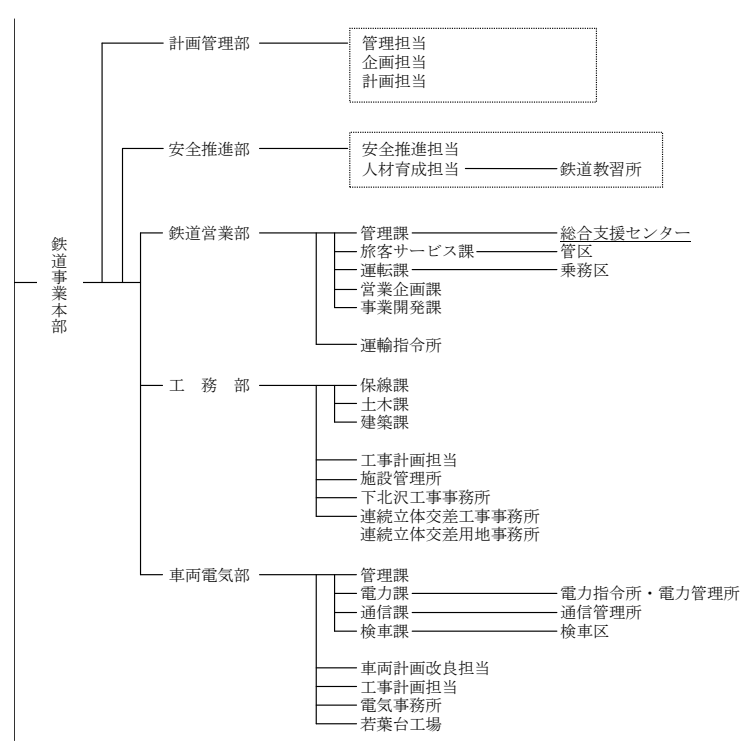 鉄道事業本部
計画管理部
管理担当
企画担当
計画担当
安全推進部
安全推進担当
人材育成担当 鉄道教習所
鉄道営業部
管理課 総合支援センター
旅客サービス課 管区
運転課 乗務区
営業企画課
事業開発課
運輸指令所
工務部
保線課
土木課
建築課
工事計画担当
施設管理所
下北沢工事事務所
連続立体交差工事事務所
連続立体交差用地事務所
車両電気部
管理課
電力課 電力指令所・電力管理所
通信課 通信管理所
検車課 検車区
車両計画改良担当
工事計画担当
電気事務所
若葉台工場